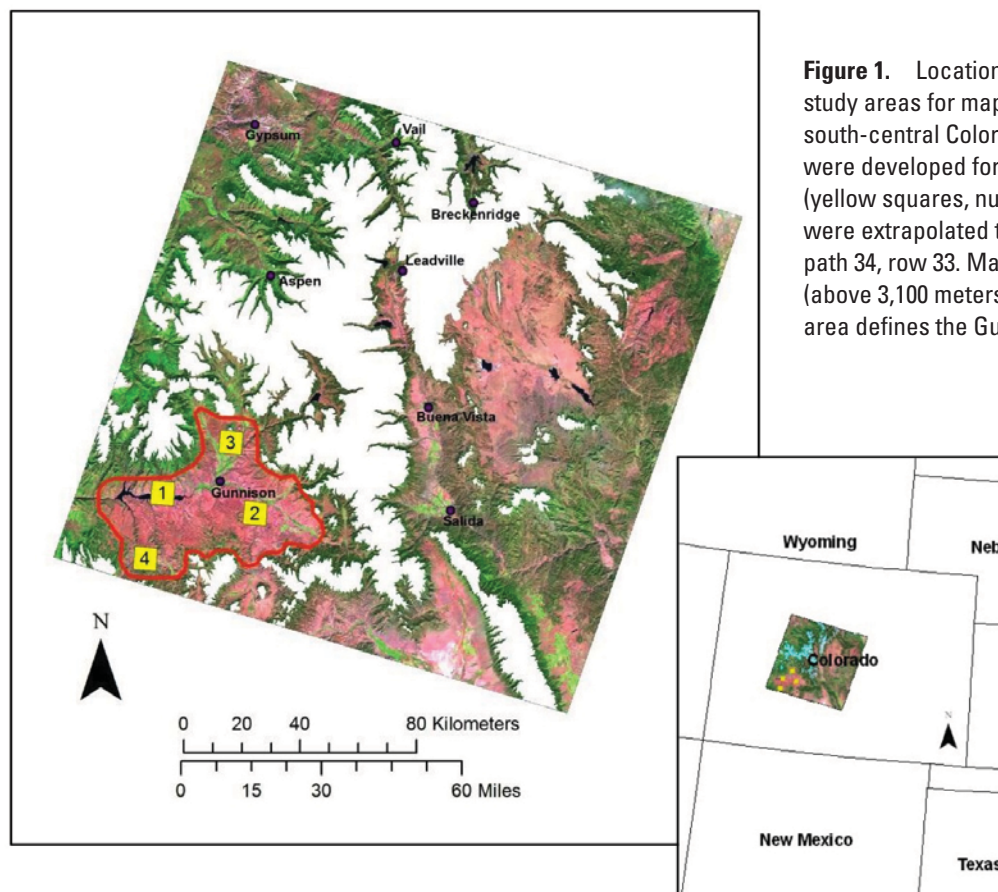 Figure 1. Location
study areas for map
south-central Color
were developed for
(yellow squares, nu
were extrapolated t
path 34, row 33. Ma
(above 3,100 meters
area defines the Gu
Gypsum
Vail
Breckenridge
Leadville
Aspen
Buena Vista
3
Gunnison
1
2
Salida
4
N
0 20 40 80 Kilometers
0 15 30 60 Miles
Wyoming
Neb
Colorado
N
New Mexico
Texas